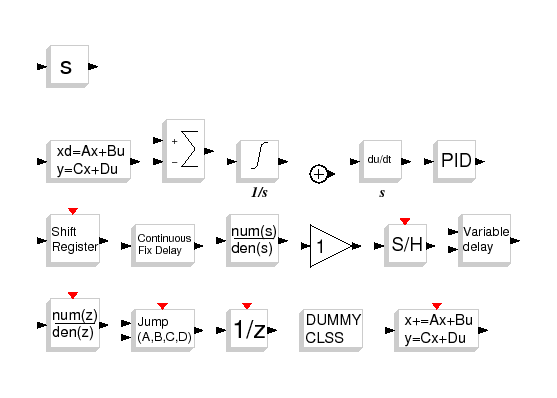 s
xd=Ax+Bu
y=Cx+Du
+
−
1/s
+
du/dt
s
PID
Shift
Register
Continuous
Fix Delay
num(s)
den(s)
1
S/H
Variable
delay
num(z)
den(z)
Jump
(A,B,C,D)
1/z
DUMMY
CLSS
x+=Ax+Bu
y=Cx+Du